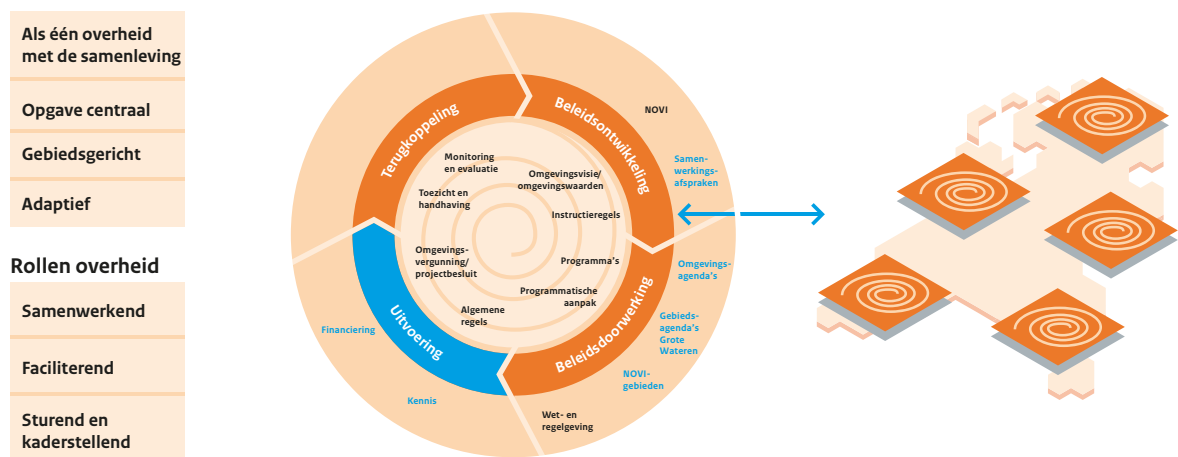 Als één overheid
met de samenleving
Opgave centraal
Gebiedsgericht
Adaptief
Rollen overheid
Samenwerkend
Faciliterend
Sturend en
kaderstellend
Terugkoppeling
Beleidsontwikkeling
Beleidsdoorwerking
Uitvoering
Monitoring
en evaluatie
Toezicht en
handhaving
Omgevings-
vergunning/
projectbesluit
Algemene
regels
Omgevingsvisie/
omgevingswaarden
Instructieregels
Programma's
Programmatische
aanpak
NOVI
Samen-
werkings-
afspraken
Omgevings-
agenda's
Gebieds-
agenda's
Grote
Wateren
NOVI-
gebieden
Wet- en
regelgeving
Kennis
Financiering